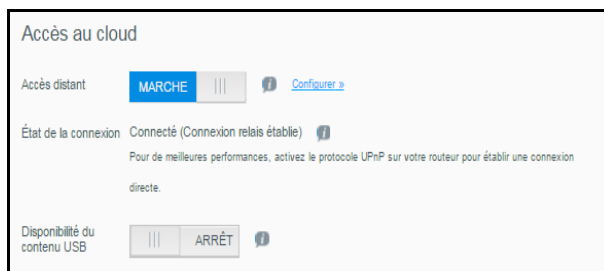 Accès au cloud
Accès distant MARCHE Configurer »
État de la connexion Connecté (Connexion relais établie)
Pour de meilleures performances, activez le protocole UPnP sur votre routeur pour établir une connexion
directe.
Disponibilité du
contenu USB ARRÊT